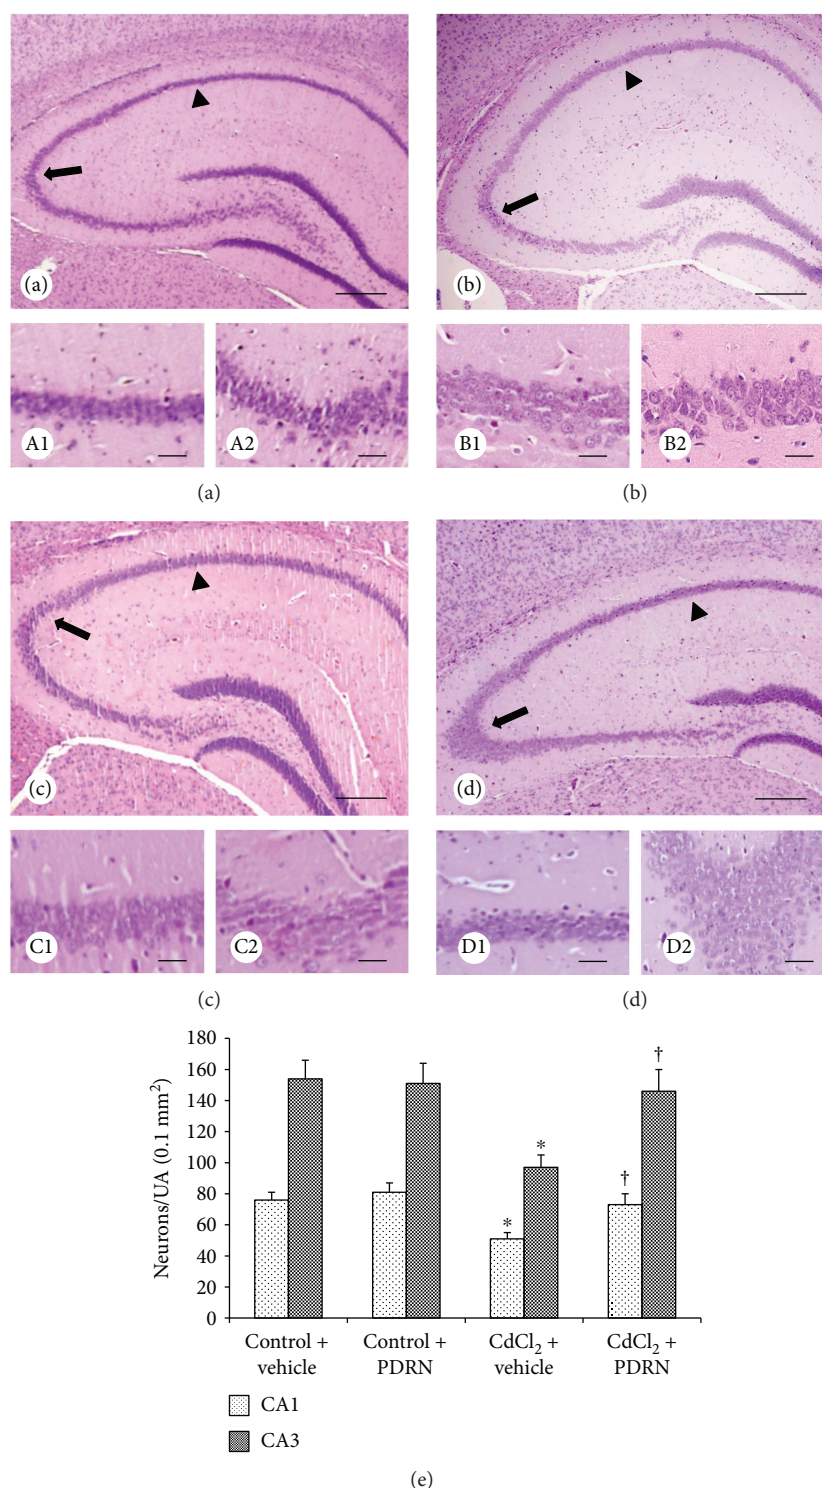 (a)
(b)
A1
A2
B1
B2
(a)
(b)
(c)
(d)
C1
C2
D1
D2
(c)
(d)
180
160
140
120
100
80
60
40
20
0
Neurons/UA (0.1 mm²)
*
*
†
†
Control +
vehicle
Control +
PDRN
CdCl₂ +
vehicle
CdCl₂ +
PDRN
CA1
CA3
(e)